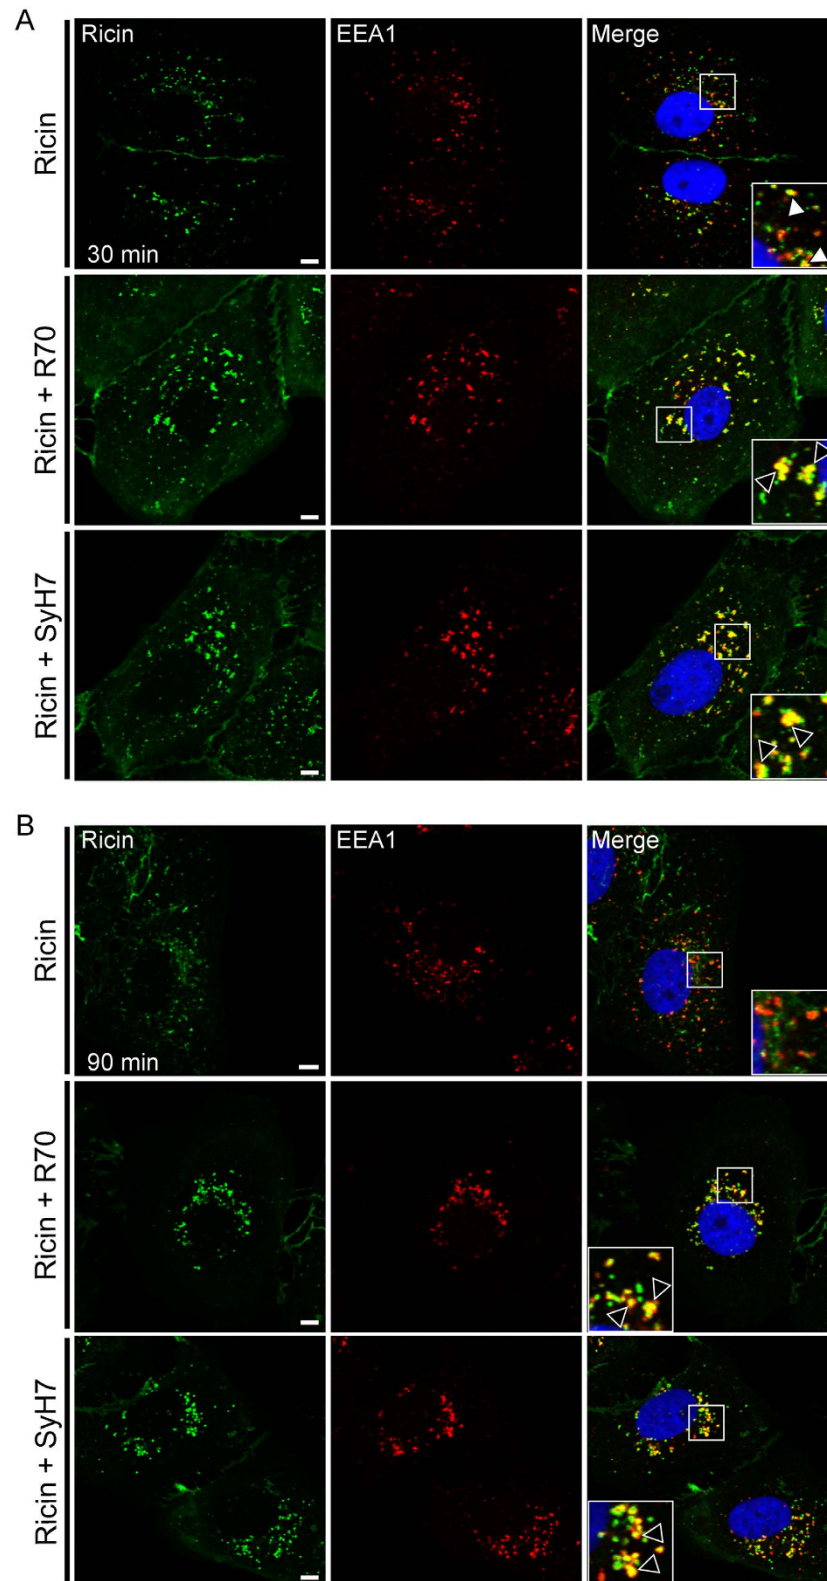 A
Ricin
EEA1
Merge
Ricin
30 min
Ricin + R70
Ricin + SyH7
B
Ricin
EEA1
Merge
Ricin
90 min
Ricin + R70
Ricin + SyH7